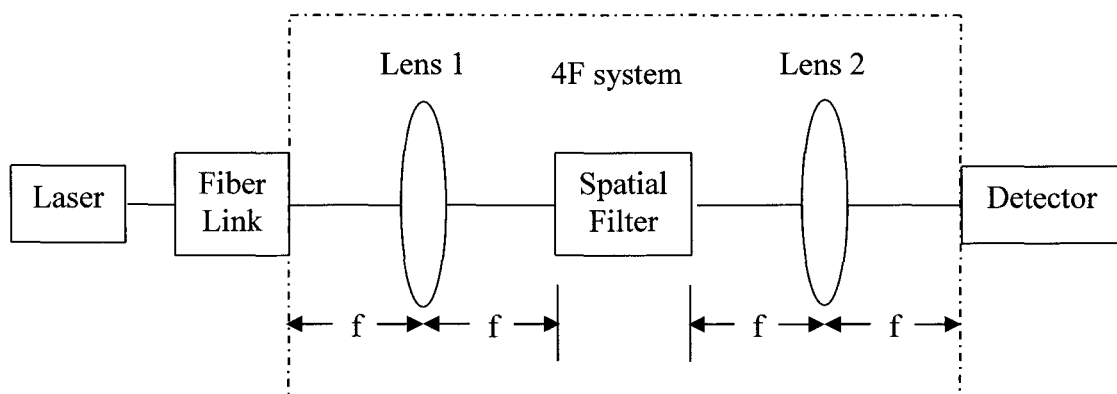 Lens 1
4F system
Lens 2
Laser
Fiber
Link
Spatial
Filter
Detector
f
f
f
f